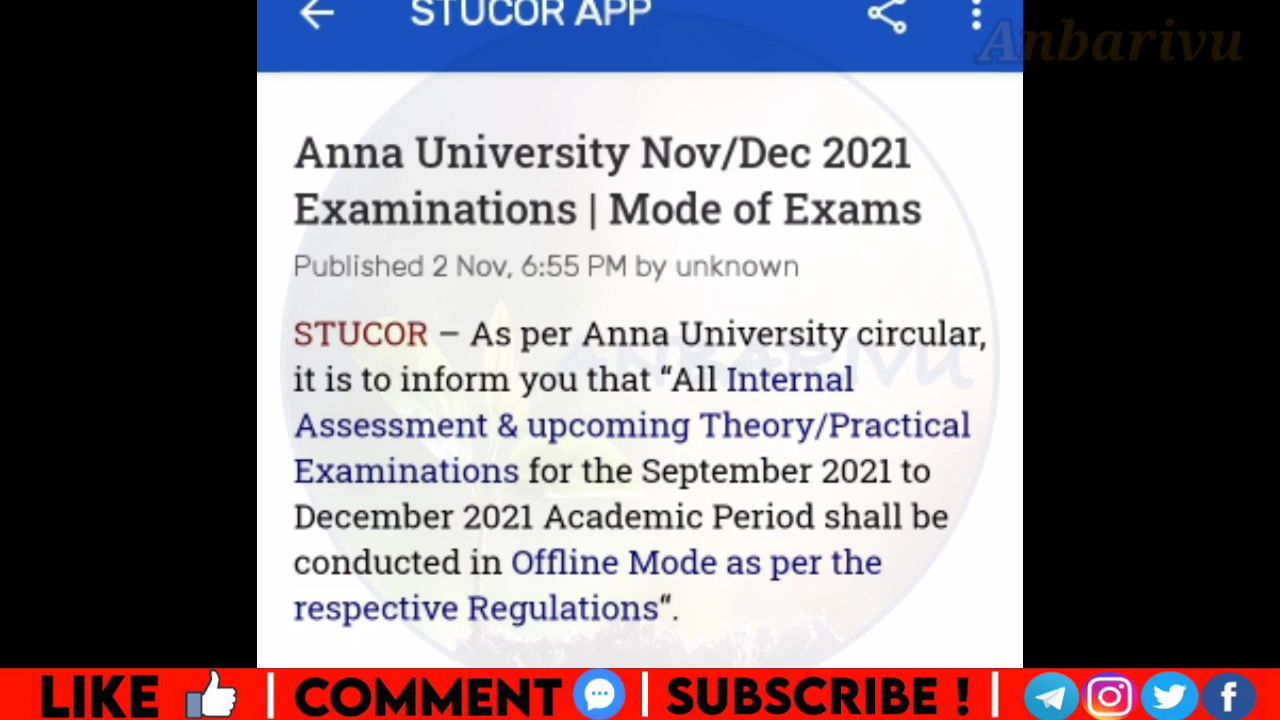 STUCOR APP
Anbarivu
Anna University Nov/Dec 2021
Examinations | Mode of Exams
Published 2 Nov, 6:55 PM by unknown
STUCOR – As per Anna University circular,
it is to inform you that “All Internal
Assessment & upcoming Theory/Practical
Examinations for the September 2021 to
December 2021 Academic Period shall be
conducted in Offline Mode as per the
respective Regulations“.
ANBARIVU
LIKE | COMMENT | SUBSCRIBE ! |